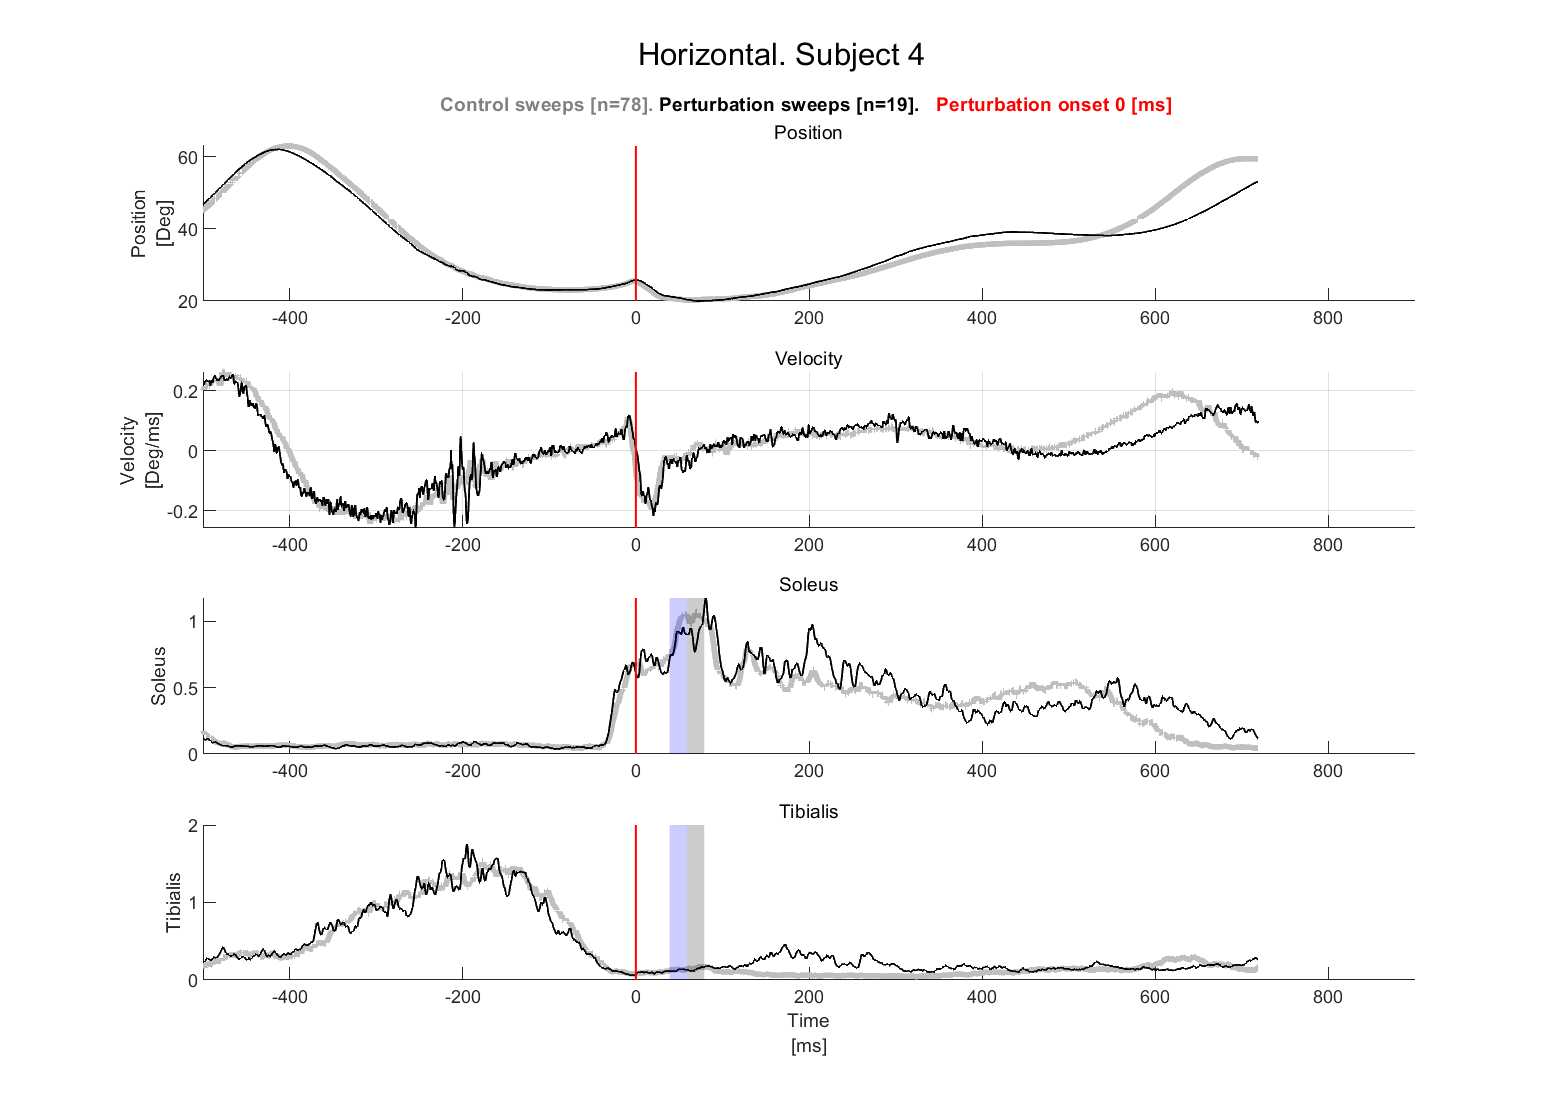 Horizontal. Subject 4
Control sweeps [n=78]. Perturbation sweeps [n=19]. Perturbation onset 0 [ms]
Position
60
40
20
Position
[Deg]
-400 -200 0 200 400 600 800
Velocity
0.2
0
-0.2
Velocity
[Deg/ms]
-400 -200 0 200 400 600 800
Soleus
1
0.5
0
Soleus
-400 -200 0 200 400 600 800
Tibialis
2
1
0
Tibialis
-400 -200 0 200 400 600 800
Time
[ms]